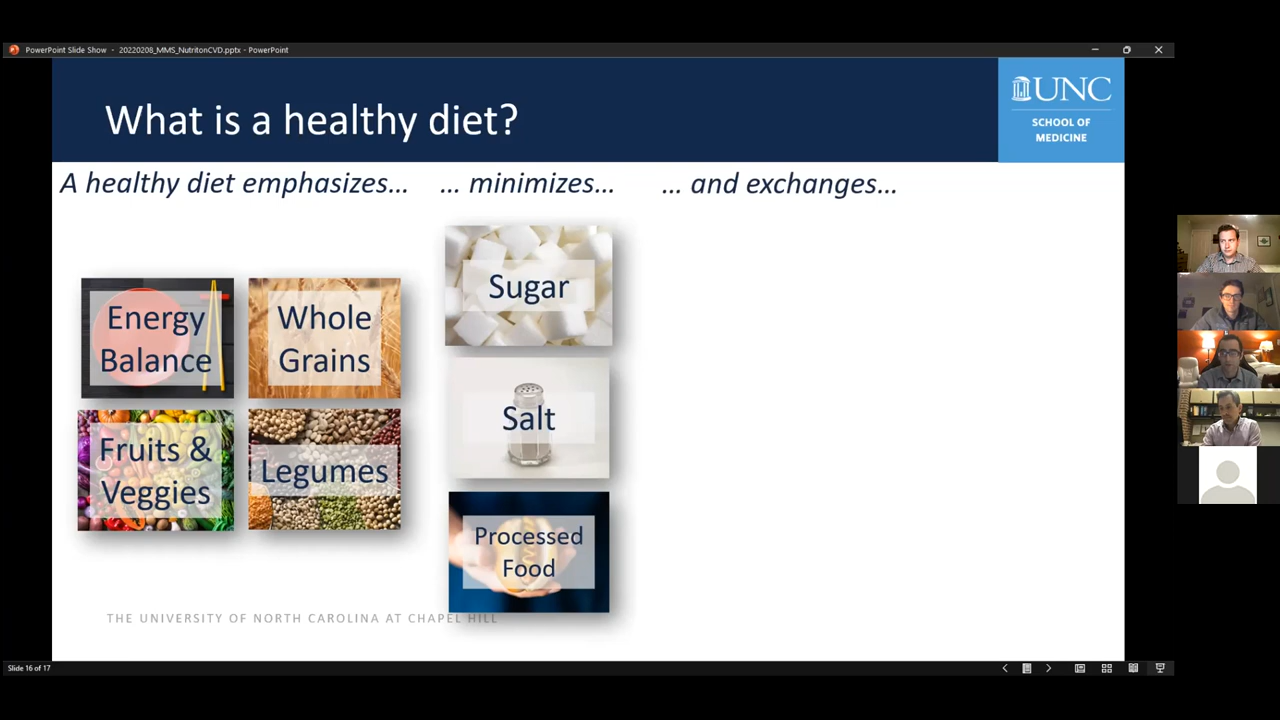 PowerPoint Slide Show - 20220208_MMS_NutritonCVD.pptx - PowerPoint
What is a healthy diet?
UNC
SCHOOL OF
MEDICINE
A healthy diet emphasizes...
... minimizes...
... and exchanges...
Energy
Balance
Whole
Grains
Fruits &
Veggies
Legumes
Sugar
Salt
Processed
Food
THE UNIVERSITY OF NORTH CAROLINA AT CHAPEL HILL
Slide 16 of 17